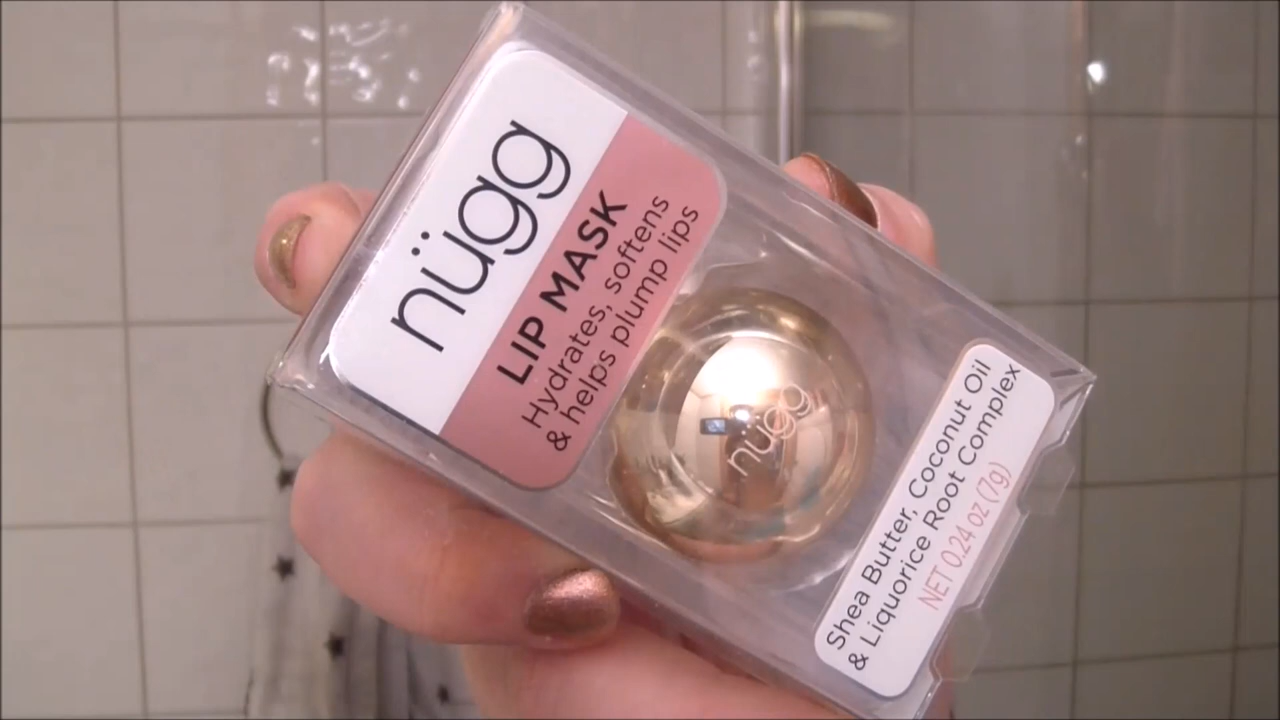 nügg
LIP MASK
Hydrates, softens
& helps plump lips
nügg
Shea Butter, Coconut Oil
& Liquorice Root Complex
NET 0.24 oz (7g)